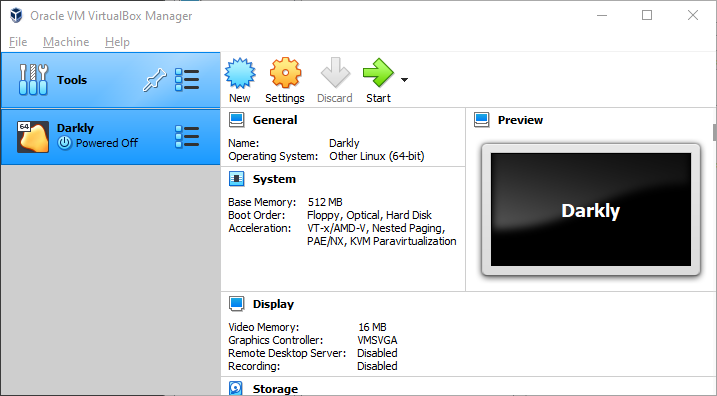 Oracle VM VirtualBox Manager
File Machine Help
Tools
New Settings Discard Start
64
Darkly
Powered Off
General
Name: Darkly
Operating System: Other Linux (64-bit)
System
Base Memory: 512 MB
Boot Order: Floppy, Optical, Hard Disk
Acceleration: VT-x/AMD-V, Nested Paging,
PAE/NX, KVM Paravirtualization
Preview
Darkly
Display
Video Memory: 16 MB
Graphics Controller: VMSVGA
Remote Desktop Server: Disabled
Recording: Disabled
Storage